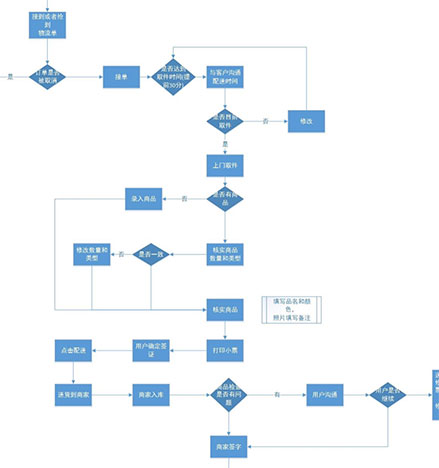 接到或者抢
到
物流单
订单是否
被取消
是
接单
是否达到
取件时间(提
前30分)
与客户沟通
配送时间
是否目前
取件
否
修改
是
上门取件
是否有商
品
否
录入商品
核实商品
数量和类型
是否一致
否
修改数量和
类型
核实商品
填写品名和颜
色，
照片填写备注
打印小票
用户确定签
证
点击配送
送货到商家
商家入库
商品检查
是否有问
题
有
用户沟通
用户是否
继续
商家签字